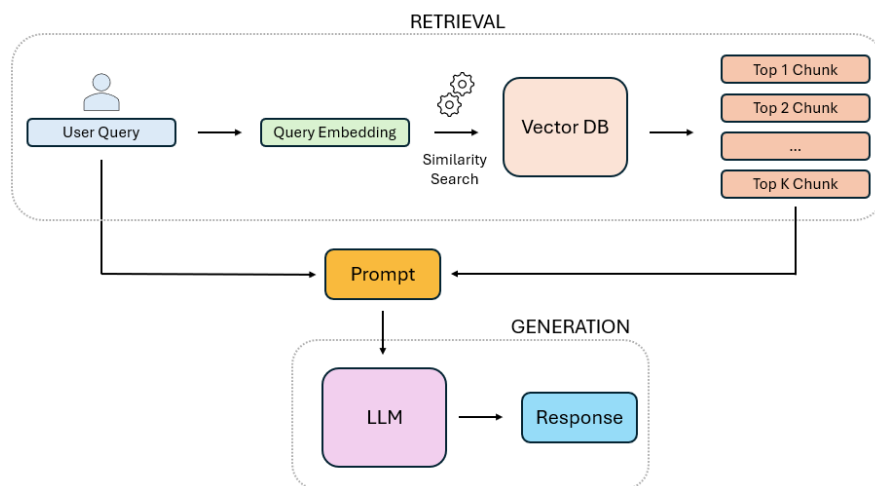 RETRIEVAL
User Query
Query Embedding
Similarity
Search
Vector DB
Top 1 Chunk
Top 2 Chunk
...
Top K Chunk
Prompt
GENERATION
LLM
Response